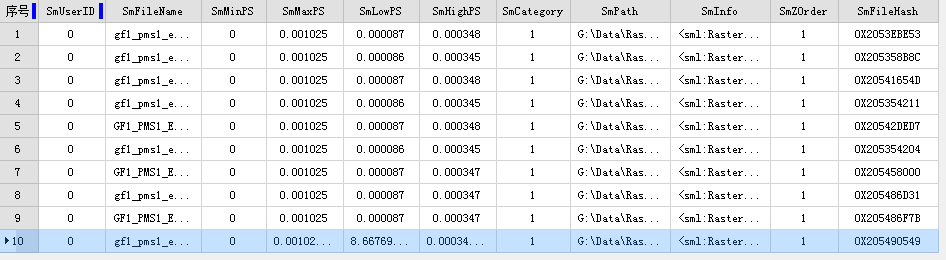 序号 SmUserID SmFileName SmMinPS SmMaxPS SmLowPS SmHighPS SmCategory SmPath SmInfo SmZOrder SmFileHash
1 0 gf1_pms1_e... 0 0.001025 0.000087 0.000348 1 G:\Data\Ras... <sml:Raster... 1 0X2053EBE53
2 0 gf1_pms1_e... 0 0.001025 0.000086 0.000345 1 G:\Data\Ras... <sml:Raster... 1 0X205358B8C
3 0 gf1_pms1_e... 0 0.001025 0.000087 0.000348 1 G:\Data\Ras... <sml:Raster... 1 0X20541654D
4 0 gf1_pms1_e... 0 0.001025 0.000086 0.000345 1 G:\Data\Ras... <sml:Raster... 1 0X205354211
5 0 GF1_PMS1_E... 0 0.001025 0.000087 0.000348 1 G:\Data\Ras... <sml:Raster... 1 0X20542DED7
6 0 gf1_pms1_e... 0 0.001025 0.000086 0.000345 1 G:\Data\Ras... <sml:Raster... 1 0X205354204
7 0 GF1_PMS1_E... 0 0.001025 0.000087 0.000347 1 G:\Data\Ras... <sml:Raster... 1 0X205458000
8 0 gf1_pms1_e... 0 0.001025 0.000087 0.000347 1 G:\Data\Ras... <sml:Raster... 1 0X205486D31
9 0 GF1_PMS1_E... 0 0.001025 0.000087 0.000347 1 G:\Data\Ras... <sml:Raster... 1 0X205486F7B
10 0 gf1_pms1_e... 0 0.00102... 8.66769... 0.00034... 1 G:\Data\Ras... <sml:Raster... 1 0X205490549